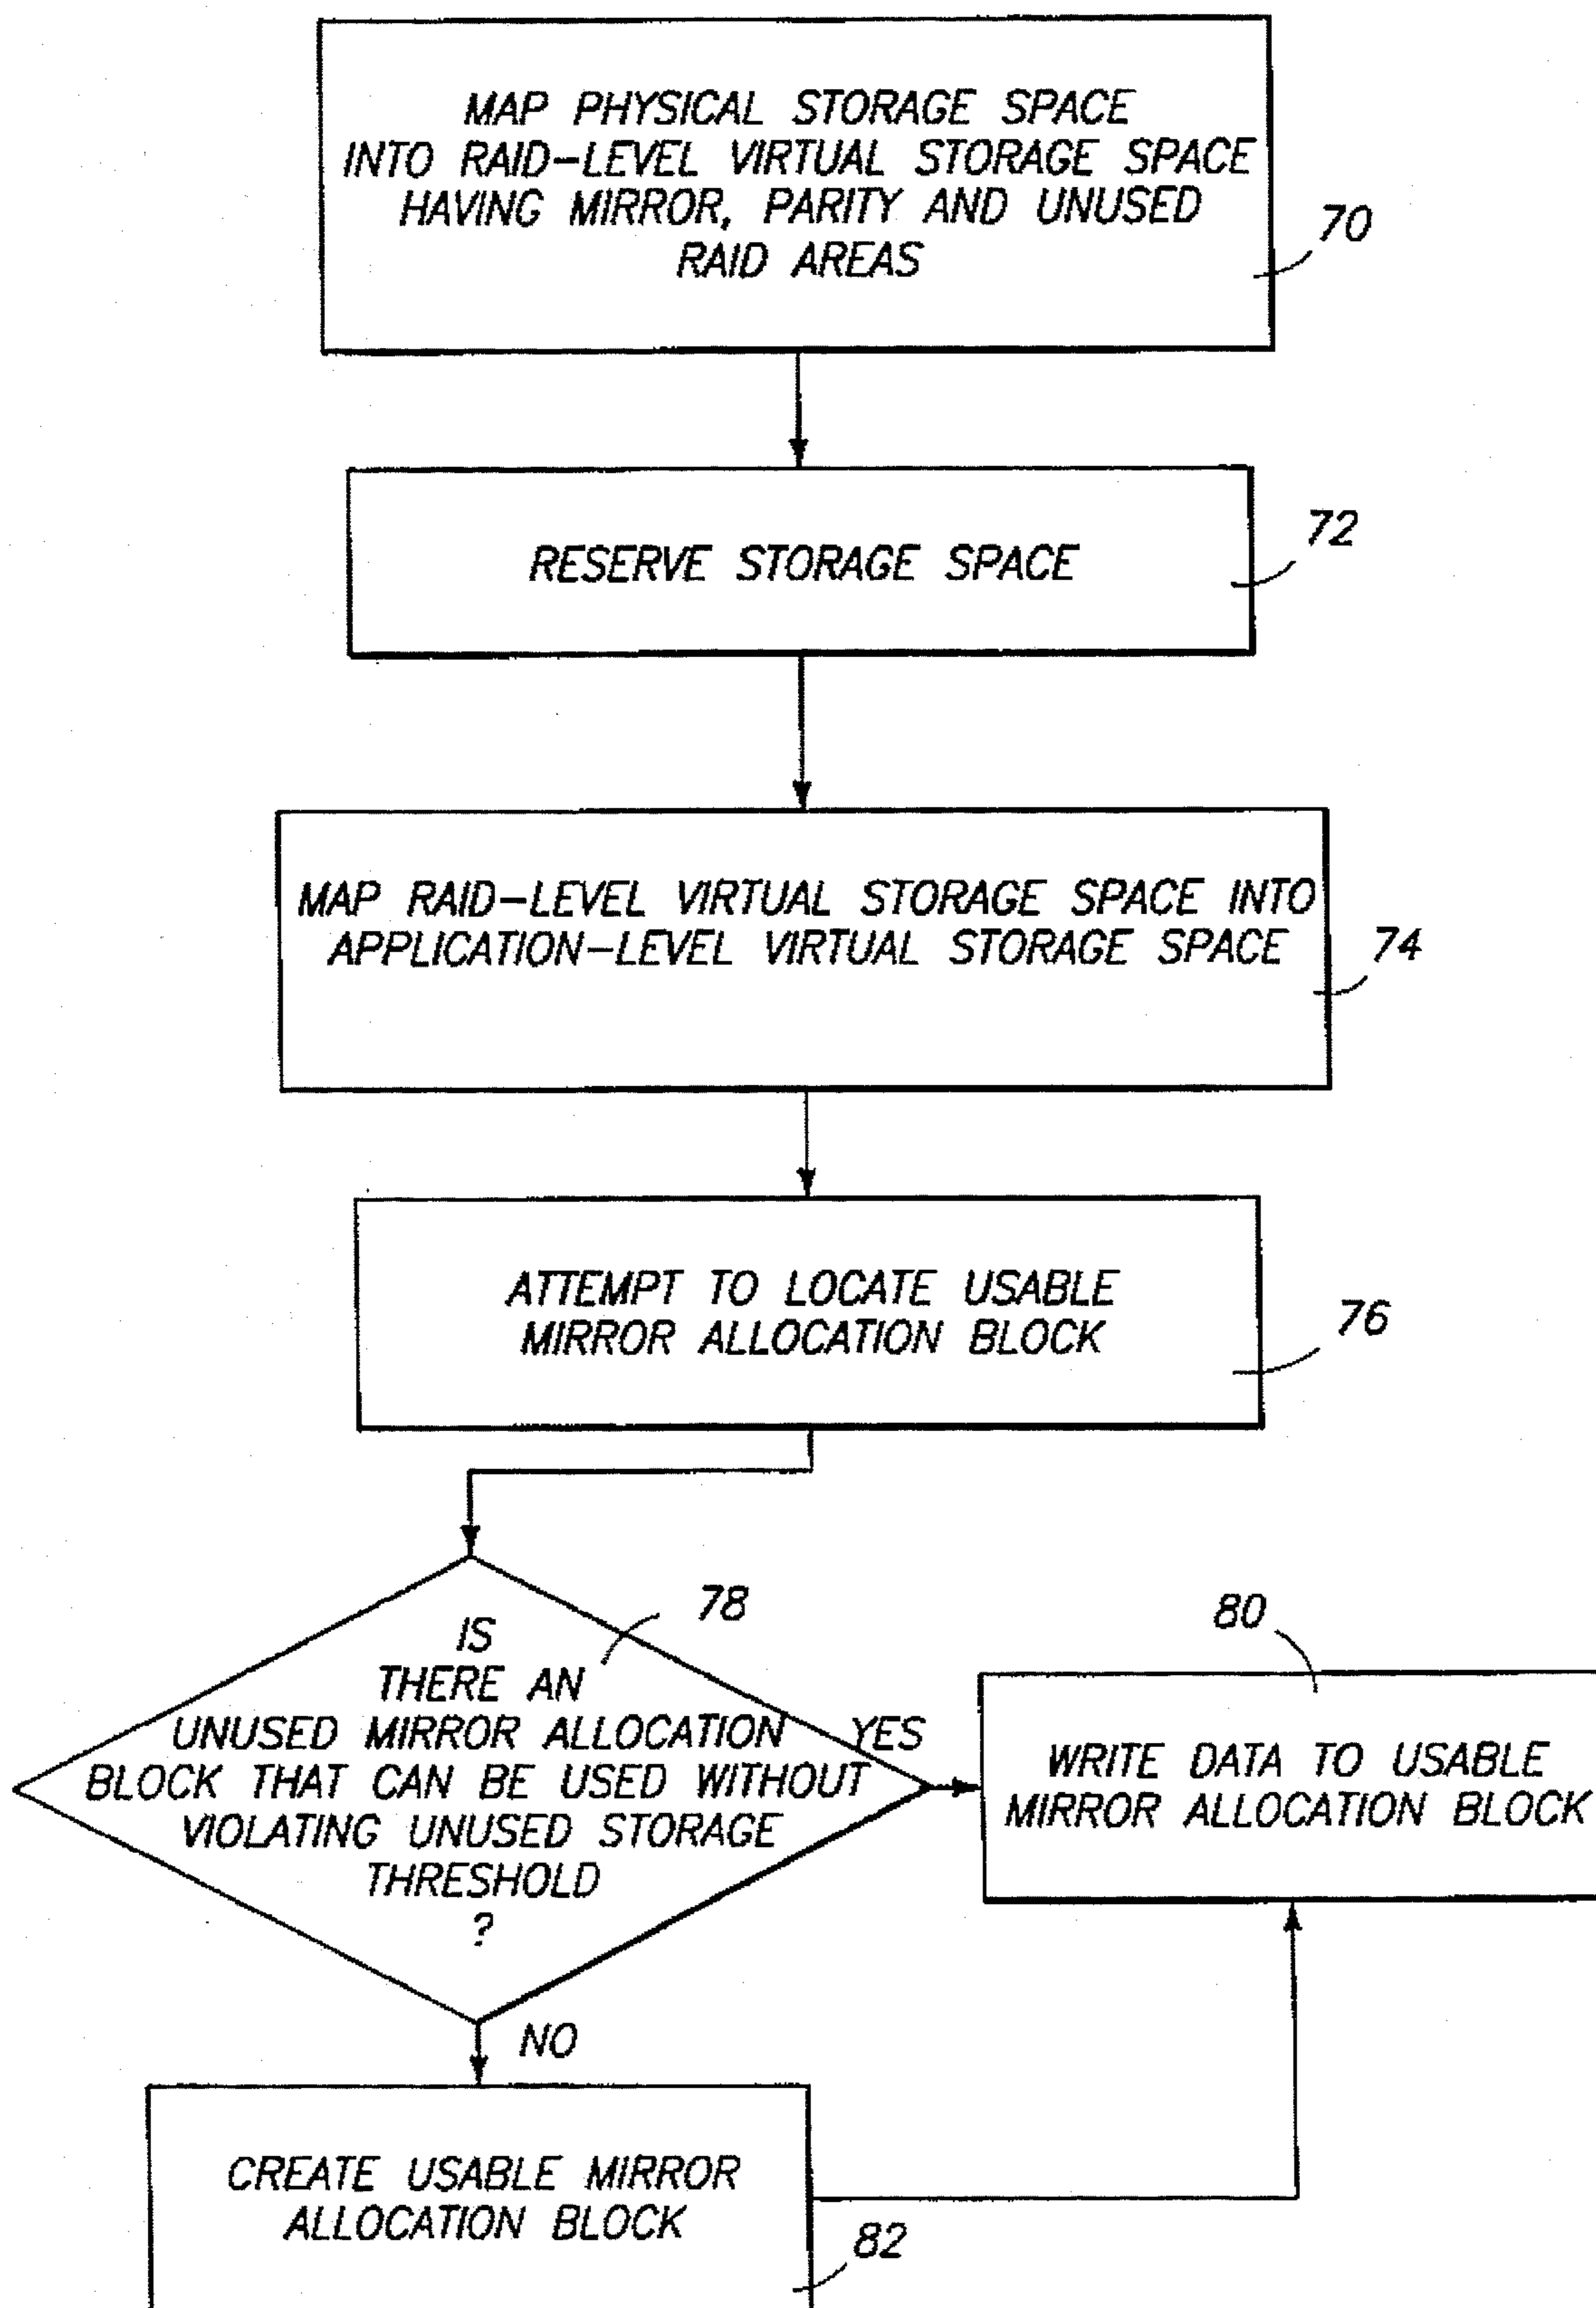 MAP PHYSICAL STORAGE SPACE
INTO RAID-LEVEL VIRTUAL STORAGE SPACE
HAVING MIRROR, PARITY AND UNUSED
RAID AREAS
70
RESERVE STORAGE SPACE
72
MAP RAID-LEVEL VIRTUAL STORAGE SPACE INTO
APPLICATION-LEVEL VIRTUAL STORAGE SPACE
74
ATTEMPT TO LOCATE USABLE
MIRROR ALLOCATION BLOCK
76
IS
THERE AN
UNUSED MIRROR ALLOCATION
BLOCK THAT CAN BE USED WITHOUT
VIOLATING UNUSED STORAGE
THRESHOLD
?
78
YES
80
WRITE DATA TO USABLE
MIRROR ALLOCATION BLOCK
NO
CREATE USABLE MIRROR
ALLOCATION BLOCK
82